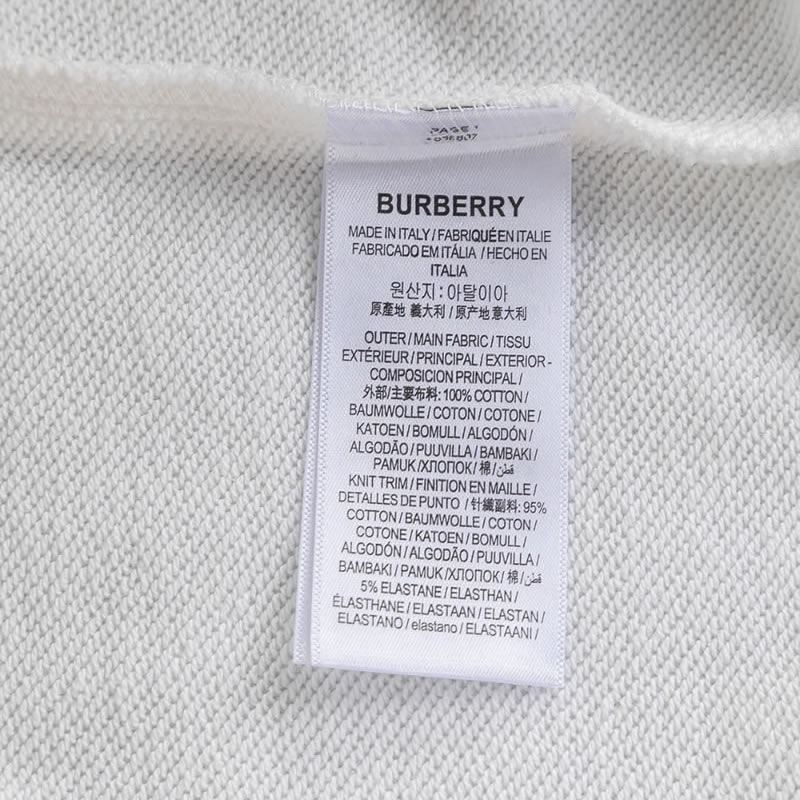 PAGE 1
BURBERRY
MADE IN ITALY / FABRIQUÉ EN ITALIE
FABRICADO EM ITÁLIA / HECHO EN
ITALIA
원산지 : 아탈이아
原產地 義大利 / 原产地意大利
OUTER / MAIN FABRIC / TISSU
EXTÉRIEUR / PRINCIPAL / EXTERIOR -
COMPOSICION PRINCIPAL /
外部/主要布料: 100% COTTON /
BAUMWOLLE / COTON / COTONE /
KATOEN / BOMULL / ALGODÓN /
ALGODÃO / PUUVILLA / BAMBAKI /
PAMUK /ХЛОПОК/ 棉 / قطن
KNIT TRIM / FINITION EN MAILLE /
DETALLES DE PUNTO / 針織副料: 95%
COTTON / BAUMWOLLE / COTON /
COTONE / KATOEN / BOMULL /
ALGODÓN / ALGODÃO / PUUVILLA /
BAMBAKI / PAMUK /ХЛОПОК/ 棉 / قطن
5% ELASTANE / ELASTHAN /
ÉLASTHANE / ELASTAAN / ELASTAN /
ELASTANO / elastano / ELASTAANI /